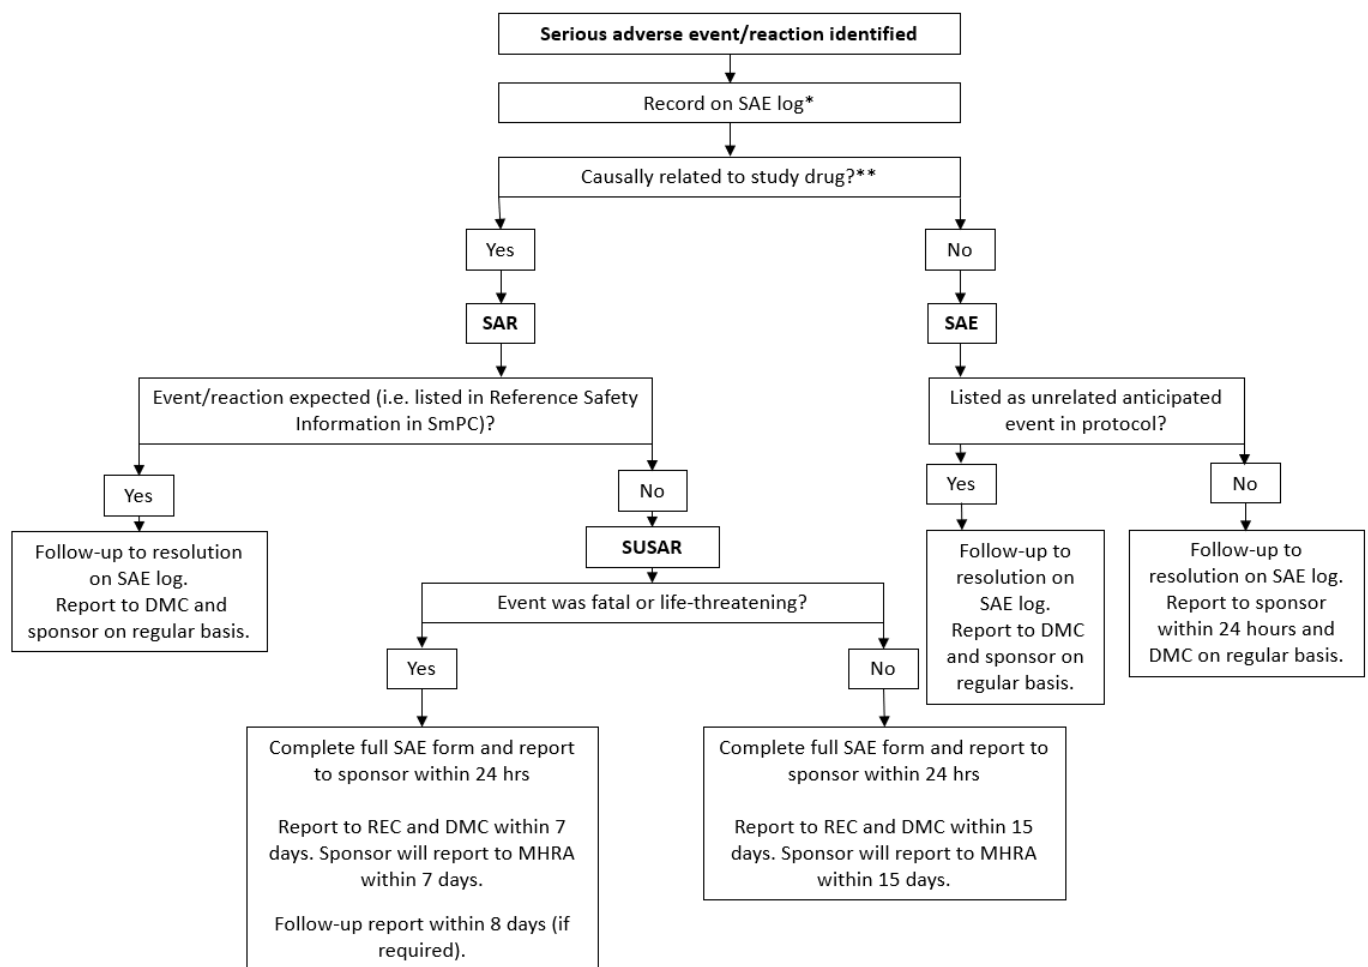 Serious adverse event/reaction identified
Record on SAE log*
Causally related to study drug?**
Yes
No
SAR
SAE
Event/reaction expected (i.e. listed in Reference Safety
Information in SmPC)?
Listed as unrelated anticipated
event in protocol?
Yes
No
Yes
No
Follow-up to resolution
on SAE log.
Report to DMC and
sponsor on regular basis.
SUSAR
Follow-up to
resolution on
SAE log.
Report to DMC
and sponsor on
regular basis.
Follow-up to
resolution on SAE log.
Report to sponsor
within 24 hours and
DMC on regular basis.
Event was fatal or life-threatening?
Yes
No
Complete full SAE form and report
to sponsor within 24 hrs
Report to REC and DMC within 7
days. Sponsor will report to MHRA
within 7 days.
Follow-up report within 8 days (if
required).
Complete full SAE form and report to
sponsor within 24 hrs
Report to REC and DMC within 15
days. Sponsor will report to MHRA
within 15 days.